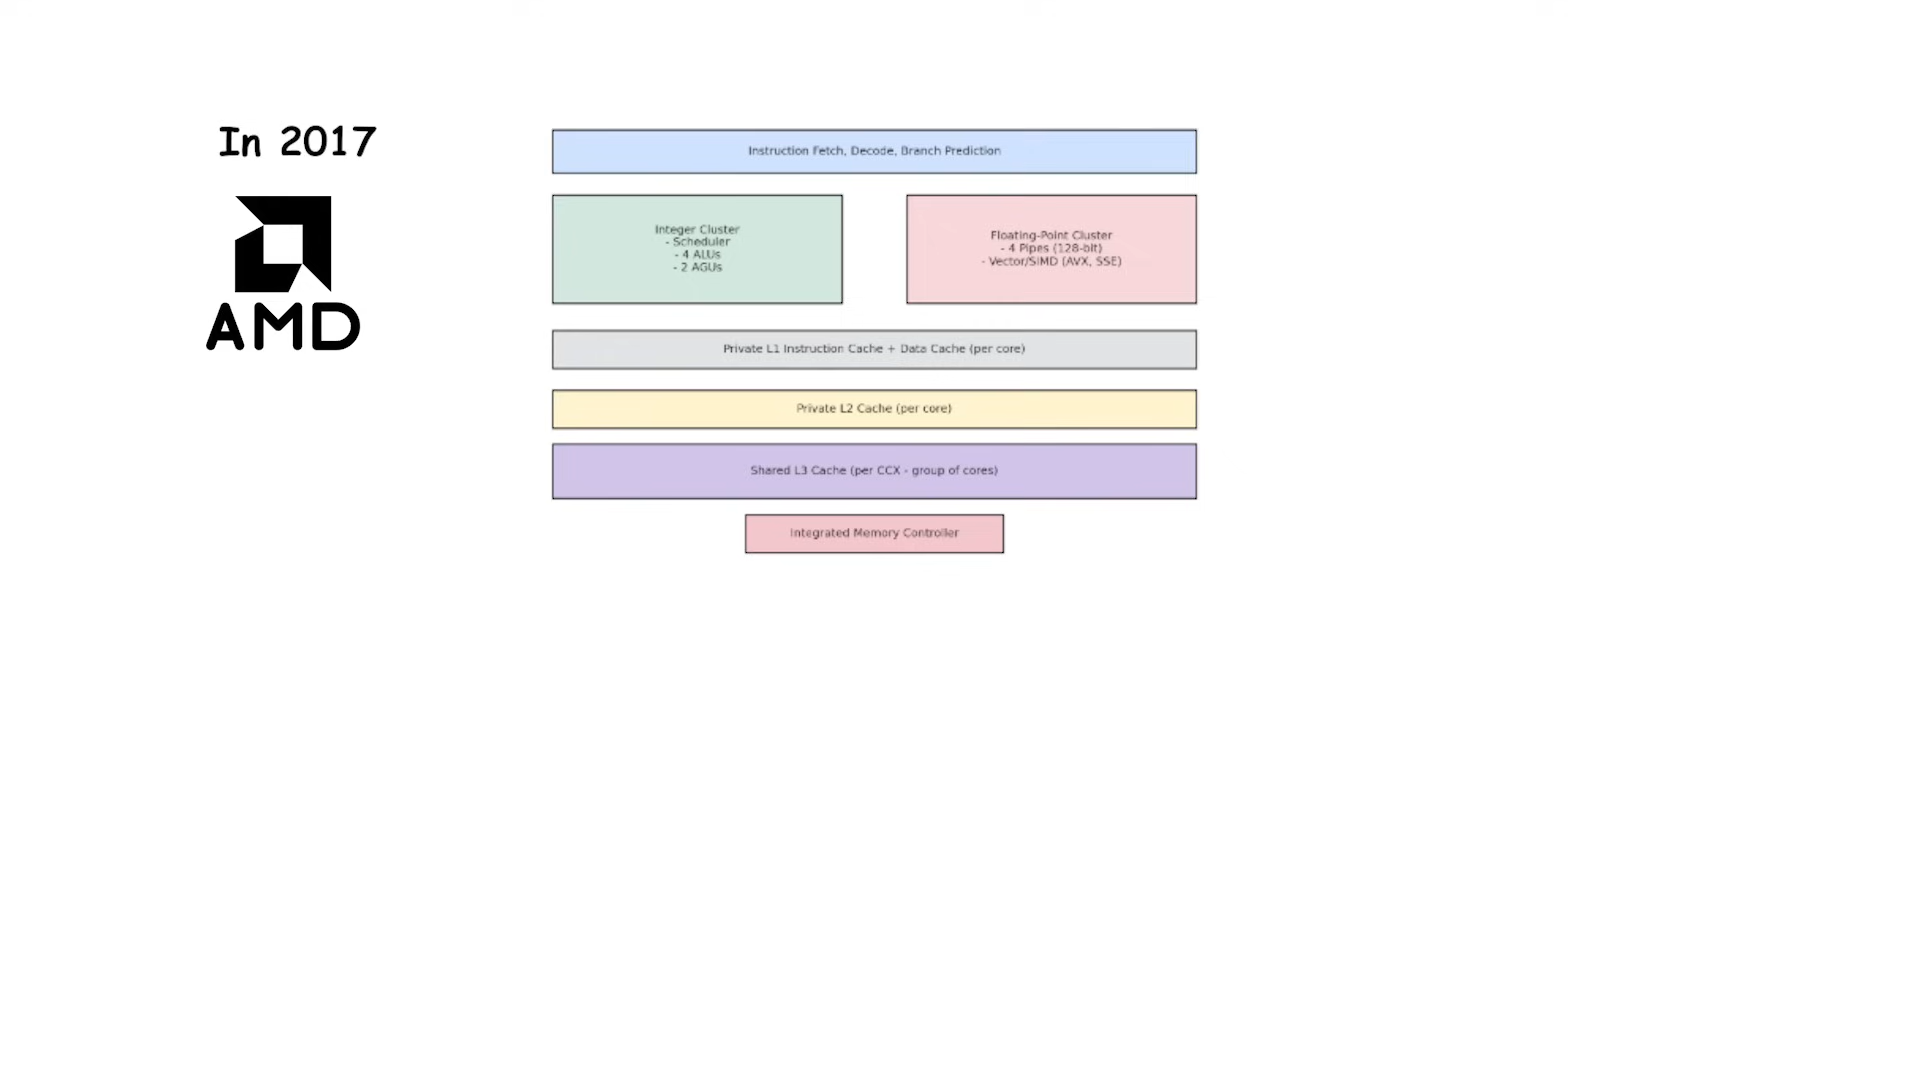 In 2017
AMD
Instruction Fetch, Decode, Branch Prediction
Integer Cluster
- Scheduler
- 4 ALUs
- 2 AGUs
Floating-Point Cluster
- 4 Pipes (128-bit)
- Vector/SIMD (AVX, SSE)
Private L1 Instruction Cache + Data Cache (per core)
Private L2 Cache (per core)
Shared L3 Cache (per CCX - group of cores)
Integrated Memory Controller